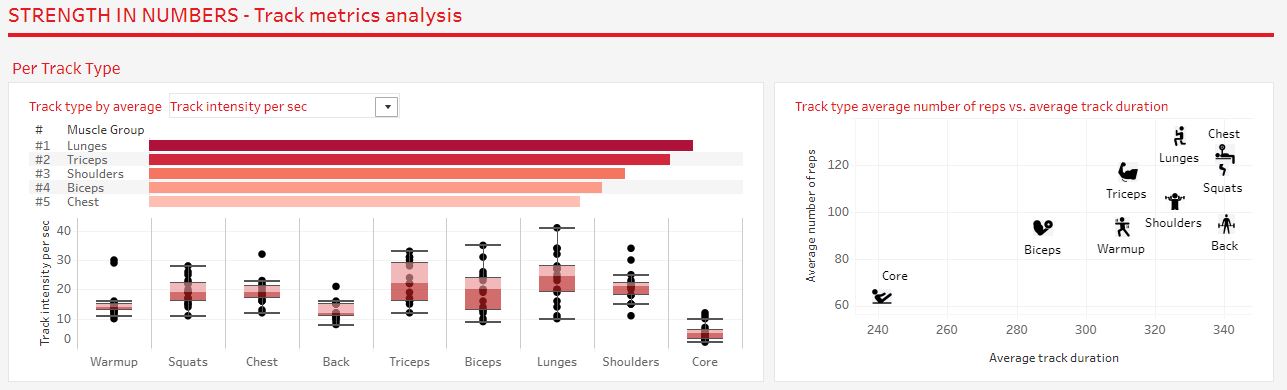 STRENGTH IN NUMBERS - Track metrics analysis
Per Track Type
Track type by average Track intensity per sec
# Muscle Group
#1 Lunges
#2 Triceps
#3 Shoulders
#4 Biceps
#5 Chest
Track intensity per sec
40
30
20
10
0
Warmup Squats Chest Back Triceps Biceps Lunges Shoulders Core
Track type average number of reps vs. average track duration
Average number of reps
120
100
80
60
Chest
Lunges
Squats
Triceps
Shoulders
Biceps Warmup Back
Core
240 260 280 300 320 340
Average track duration